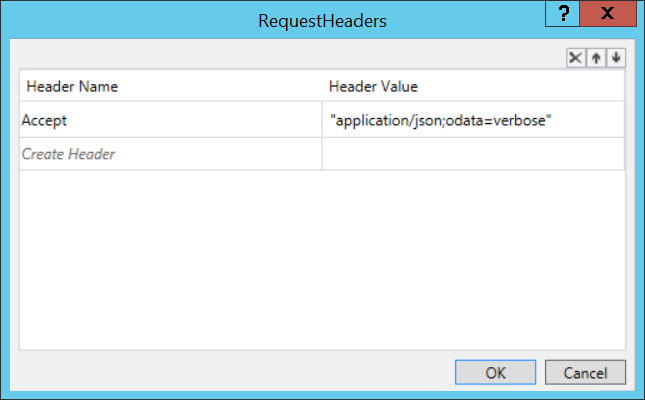 RequestHeaders
?
X
Header Name Header Value
Accept "application/json;odata=verbose"
Create Header
OK Cancel